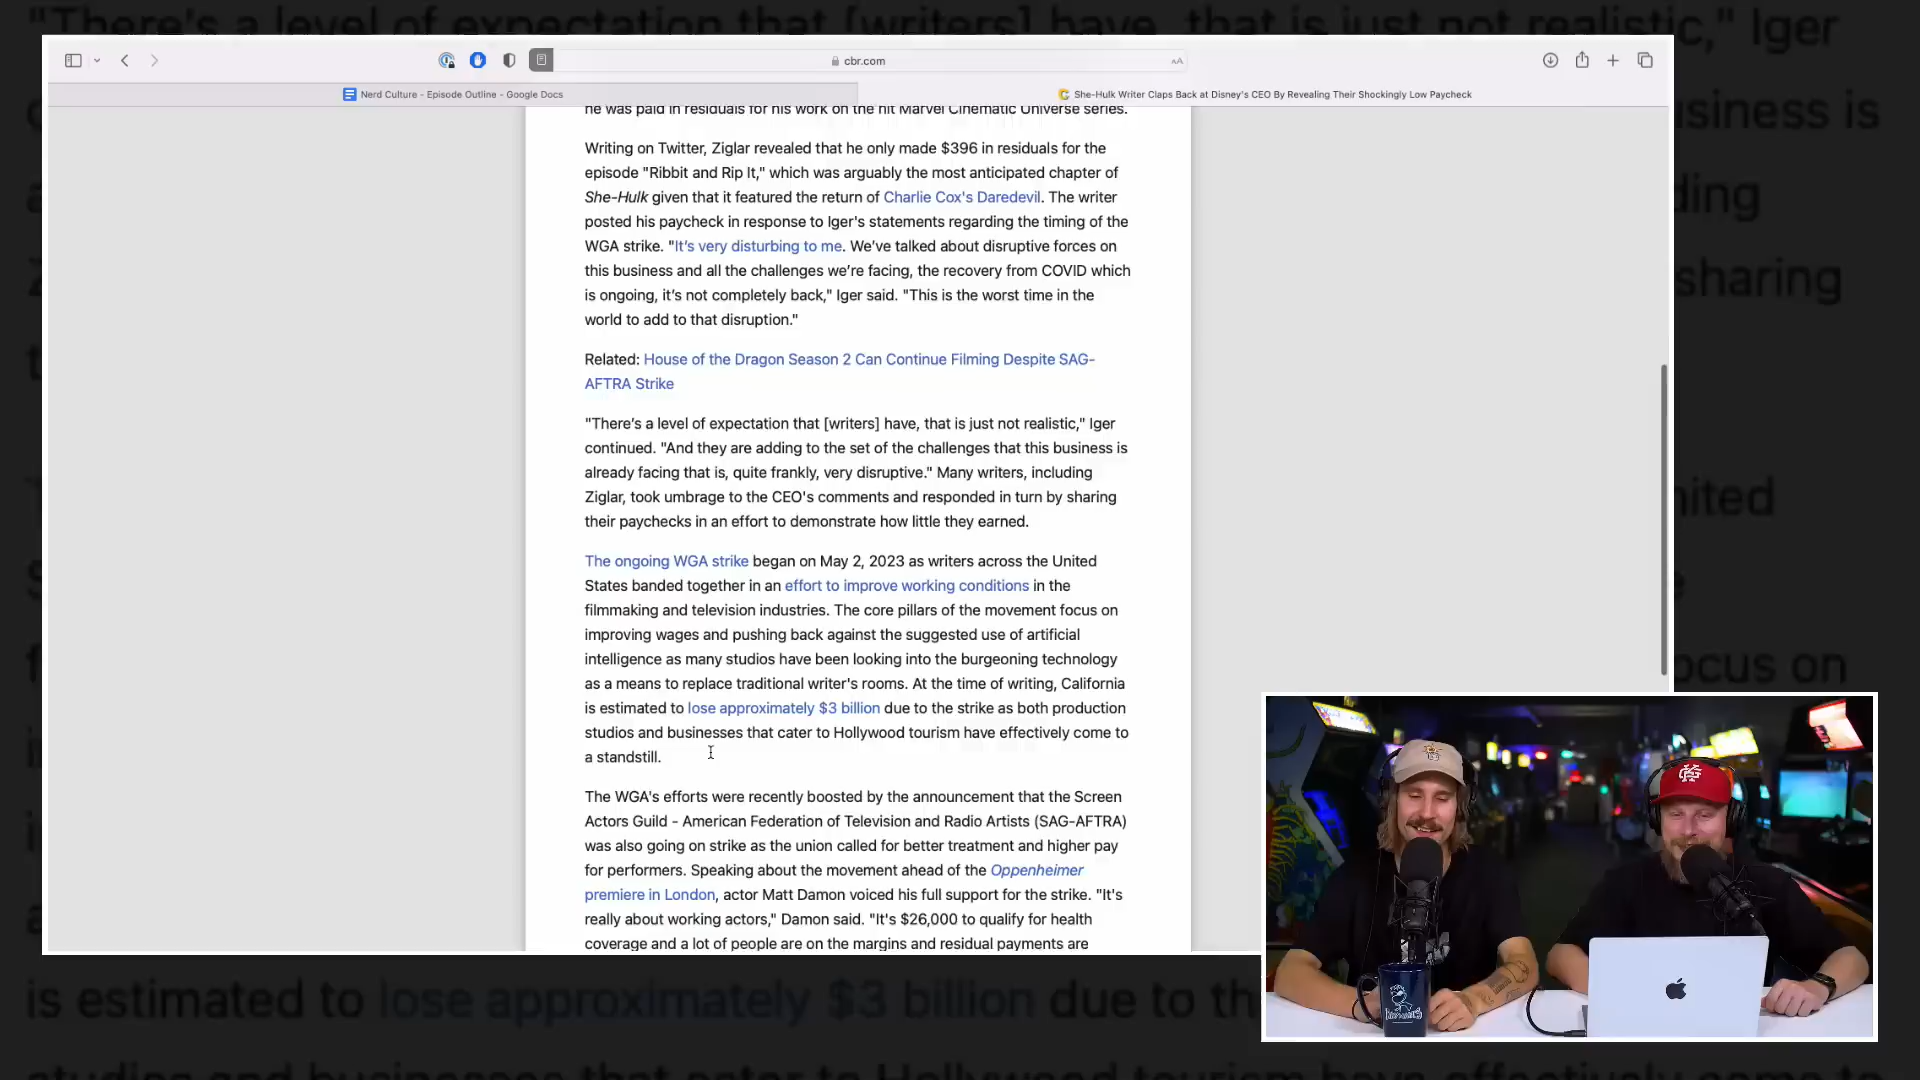 cbr.com
Nerd Culture - Episode Outline - Google Docs
She-Hulk Writer Claps Back at Disney's CEO By Revealing Their Shockingly Low Paycheck
he was paid in residuals for his work on the hit Marvel Cinematic Universe series.
Writing on Twitter, Ziglar revealed that he only made $396 in residuals for the
episode "Ribbit and Rip It," which was arguably the most anticipated chapter of
She-Hulk given that it featured the return of Charlie Cox's Daredevil. The writer
posted his paycheck in response to Iger's statements regarding the timing of the
WGA strike. "It's very disturbing to me. We've talked about disruptive forces on
this business and all the challenges we're facing, the recovery from COVID which
is ongoing, it's not completely back," Iger said. "This is the worst time in the
world to add to that disruption."
Related: House of the Dragon Season 2 Can Continue Filming Despite SAG-
AFTRA Strike
"There's a level of expectation that [writers] have, that is just not realistic," Iger
continued. "And they are adding to the set of the challenges that this business is
already facing that is, quite frankly, very disruptive." Many writers, including
Ziglar, took umbrage to the CEO's comments and responded in turn by sharing
their paychecks in an effort to demonstrate how little they earned.
The ongoing WGA strike began on May 2, 2023 as writers across the United
States banded together in an effort to improve working conditions in the
filmmaking and television industries. The core pillars of the movement focus on
improving wages and pushing back against the suggested use of artificial
intelligence as many studios have been looking into the burgeoning technology
as a means to replace traditional writer's rooms. At the time of writing, California
is estimated to lose approximately $3 billion due to the strike as both production
studios and businesses that cater to Hollywood tourism have effectively come to
a standstill.
The WGA's efforts were recently boosted by the announcement that the Screen
Actors Guild - American Federation of Television and Radio Artists (SAG-AFTRA)
was also going on strike as the union called for better treatment and higher pay
for performers. Speaking about the movement ahead of the Oppenheimer
premiere in London, actor Matt Damon voiced his full support for the strike. "It's
really about working actors," Damon said. "It's $26,000 to qualify for health
coverage and a lot of people are on the margins and residual payments are
"There's a level of expectation that [writers] have, that is just not realistic," Iger
usiness is
ding
sharing
nited
ocus on
is estimated to lose approximately $3 billion due to th
studios and businesses that cater to Hollywood tourism have effectively come to